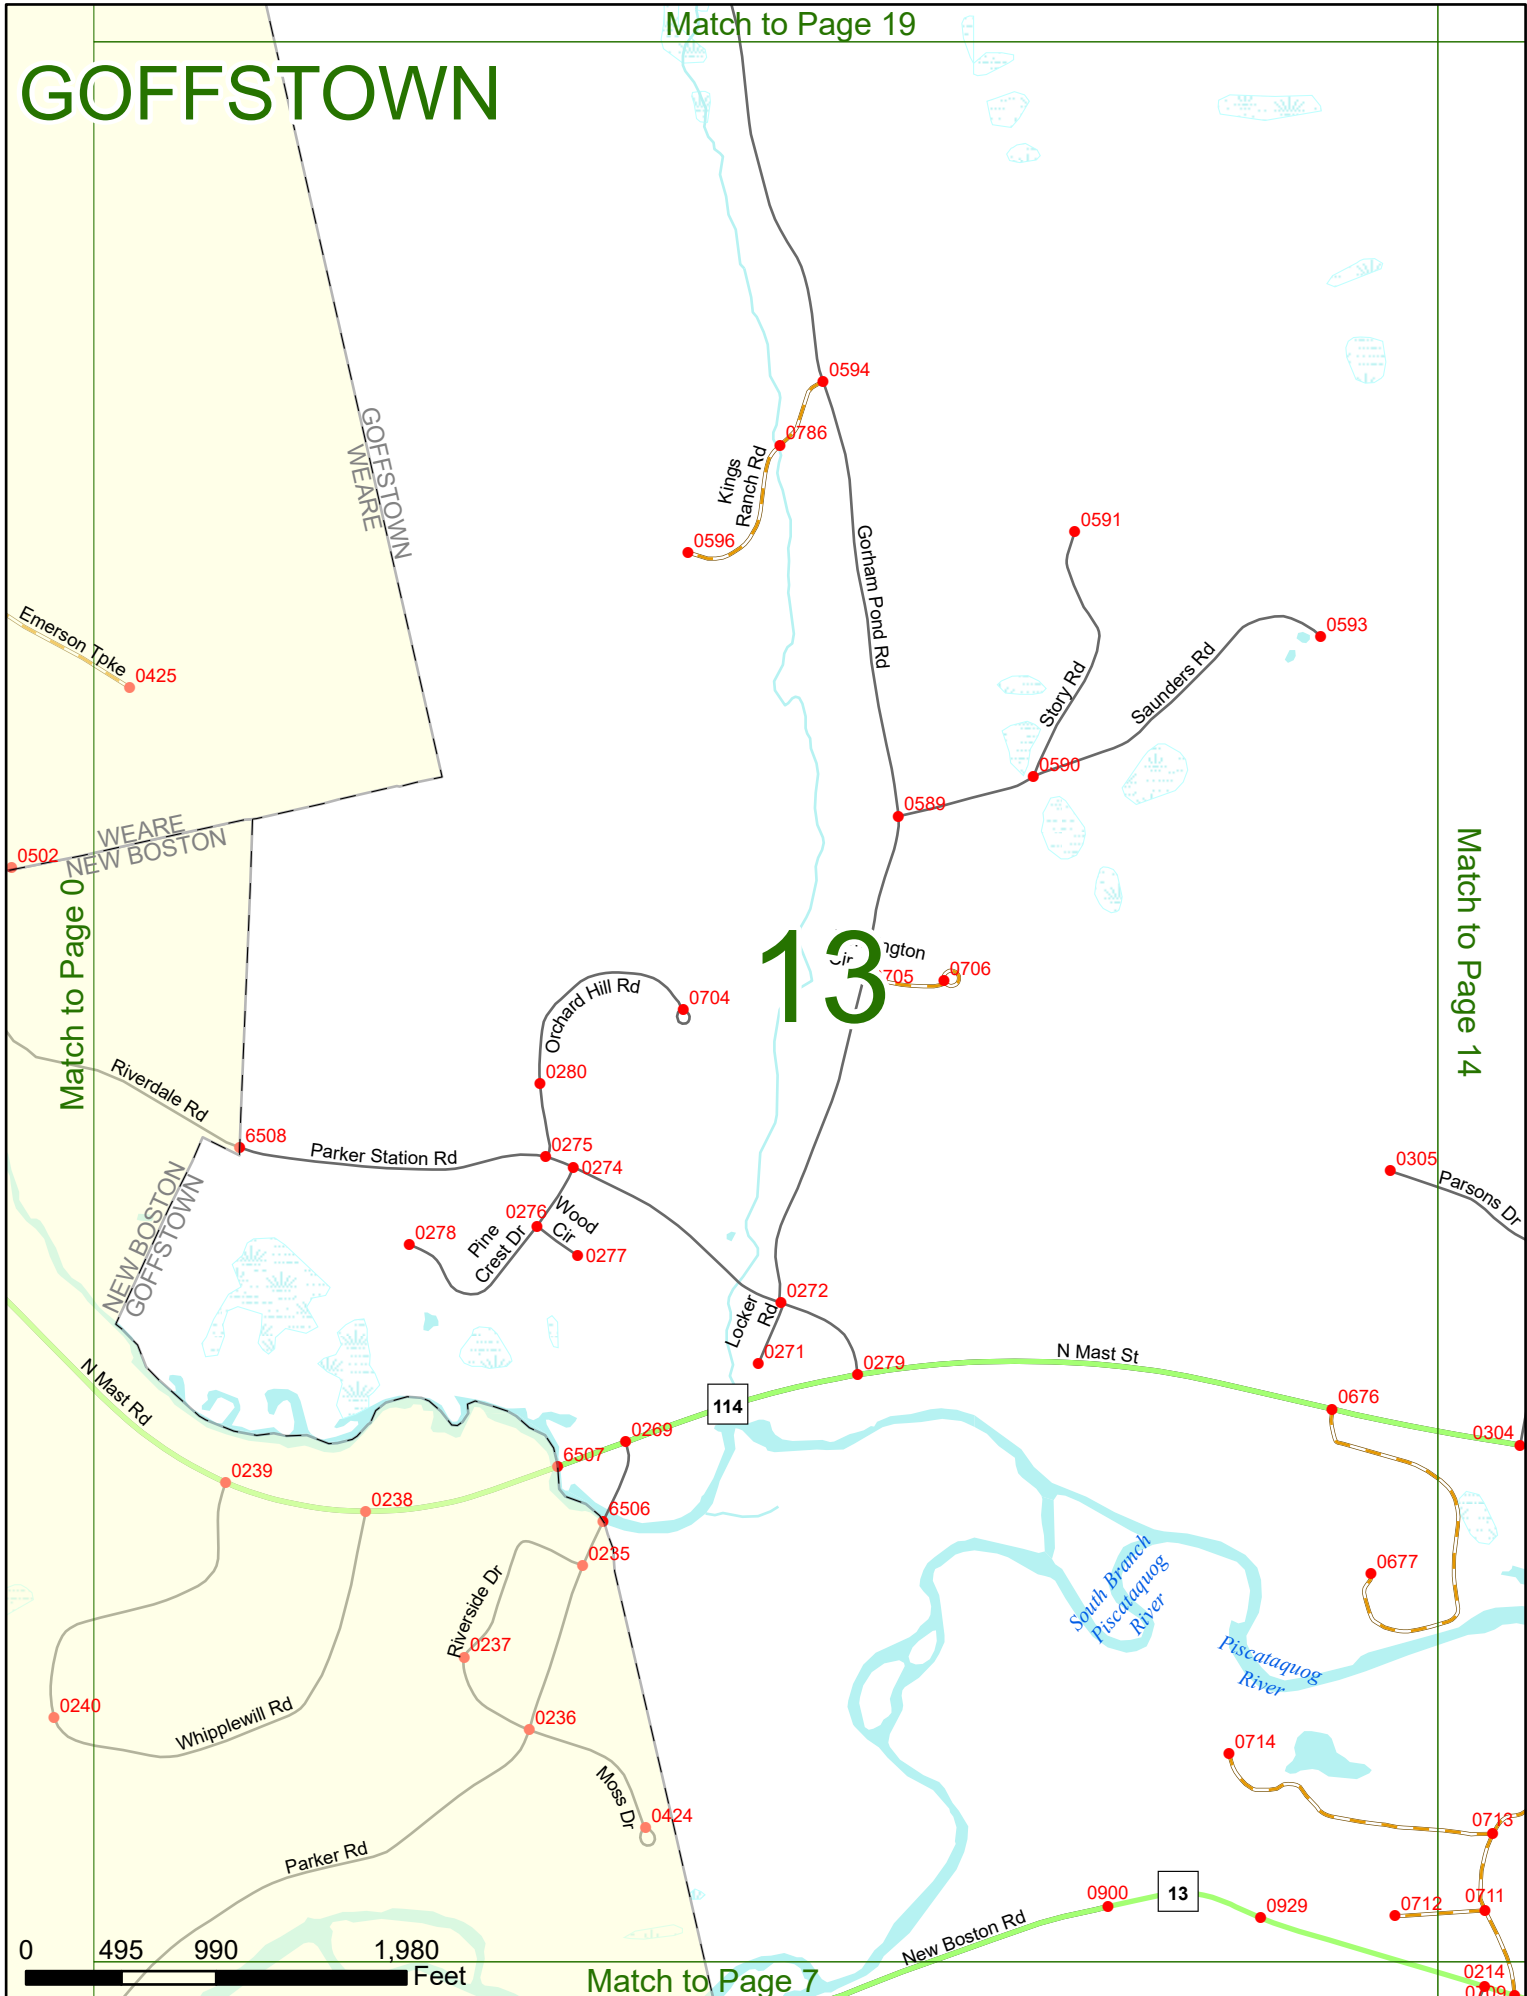 Match to Page 19
GOFFSTOWN
0594
0786
Kings
Ranch Rd
0596
GOFFSTOWN
WEARE
Gorham Pond Rd
0591
0593
Emerson Tpke
0425
Story Rd
Saunders Rd
0590
0589
WEARE
NEW BOSTON
0502
Match to Page 0
Match to Page 14
13
Cir
0706
Orchard Hill Rd
0704
0280
Riverdale Rd
6508
Parker Station Rd
0275
0274
0305
Parsons Dr
NEW BOSTON
GOFFSTOWN
0278
Pine
Crest Dr
0276
Wood
Cir
0277
0272
Locker
Rd
0271
0279
N Mast St
N Mast Rd
114
0676
0304
0269
6507
0239
0238
6506
0235
0677
South Branch
Piscataquog
River
Riverside Dr
0237
Piscataquog
River
0240
Whipplewill Rd
0236
0714
Moss Dr
0424
0713
Parker Rd
0900
13
0929
0712
0711
New Boston Rd
0 495 990 1,980
Feet
Match to Page 7
0214
0709